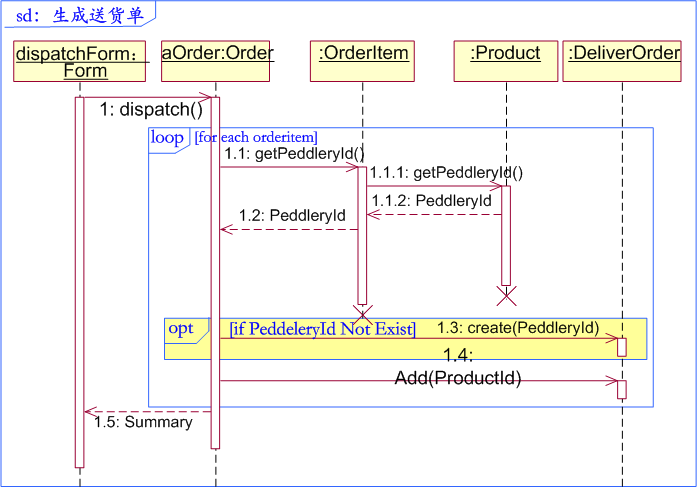 sd：生成送货单
dispatchForm：
Form
aOrder:Order
:OrderItem
:Product
:DeliverOrder
1: dispatch()
loop
[for each orderitem]
1.1: getPeddleryId()
1.1.1: getPeddleryId()
1.1.2: PeddleryId
1.2: PeddleryId
opt
[if PeddeleryId Not Exist]
1.3: create(PeddleryId)
1.4:
Add(ProductId)
1.5: Summary